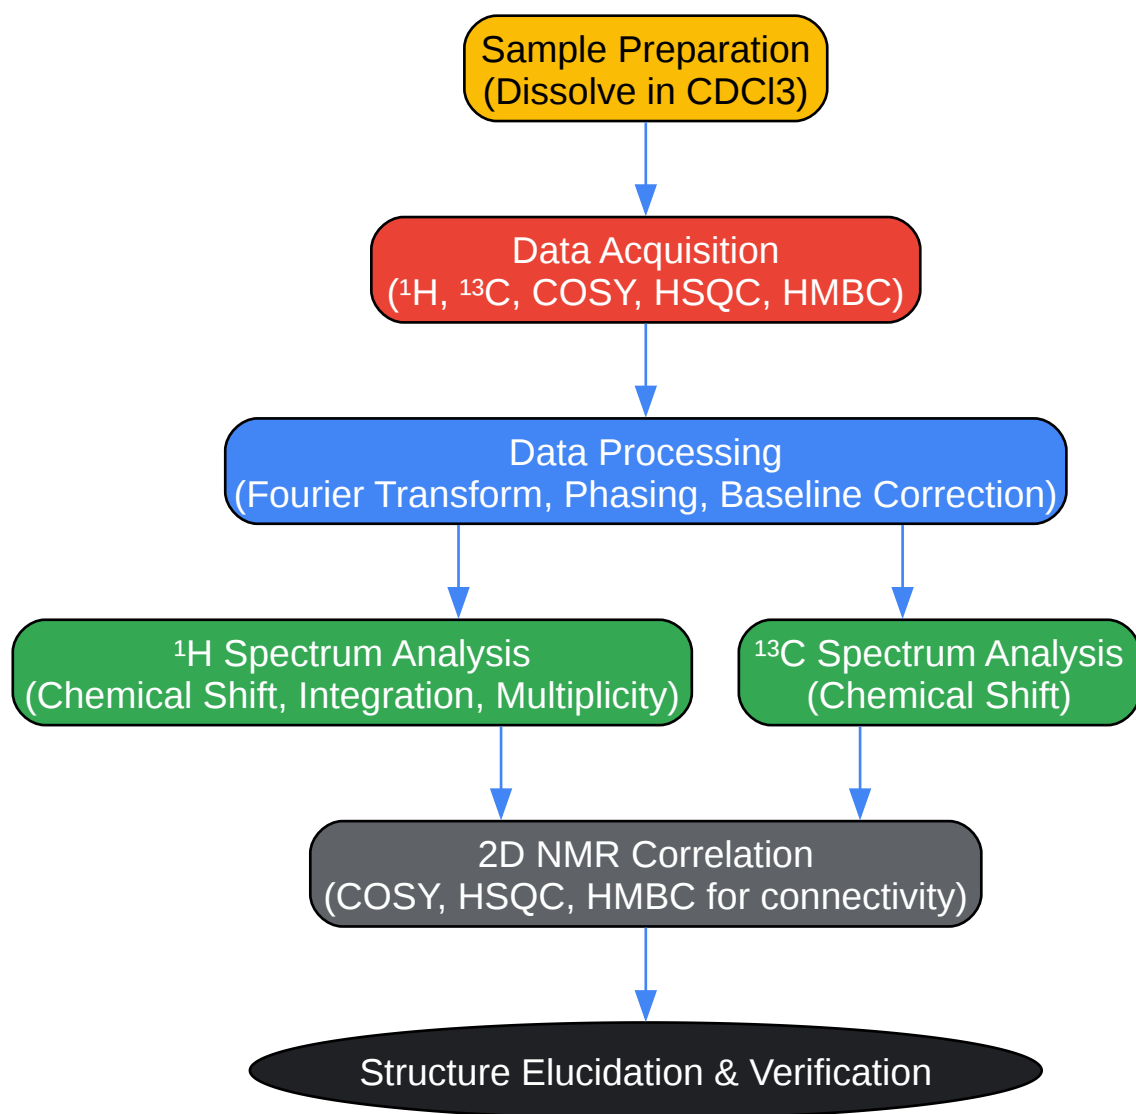 Sample Preparation
(Dissolve in CDCl3)
Data Acquisition
(¹H, ¹³C, COSY, HSQC, HMBC)
Data Processing
(Fourier Transform, Phasing, Baseline Correction)
¹H Spectrum Analysis
(Chemical Shift, Integration, Multiplicity)
¹³C Spectrum Analysis
(Chemical Shift)
2D NMR Correlation
(COSY, HSQC, HMBC for connectivity)
Structure Elucidation & Verification